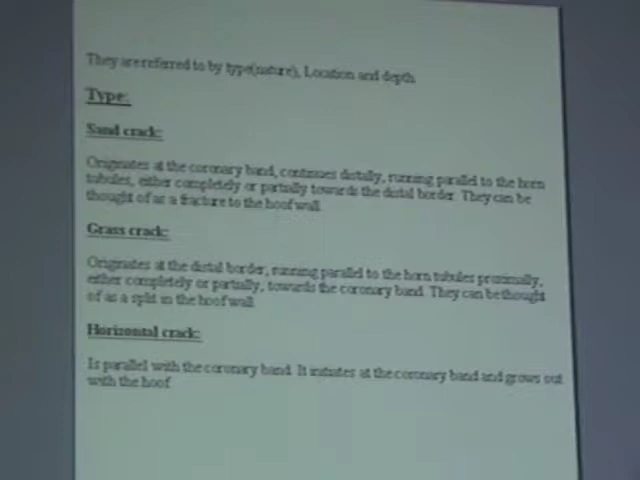 They are referred to by type(nature), Location and depth.
Type:
Sand crack:
Originates at the coronary band, continues distally, running parallel to the horn
tubules, either completely or partially towards the distal border. They can be
thought of as a fracture to the hoof wall.
Grass crack:
Originates at the distal border, running parallel to the horn tubules proximally,
either completely or partially, towards the coronary band. They can be thought
of as a split in the hoof wall.
Horizontal crack:
Is parallel with the coronary band. It initiates at the coronary band and grows out
with the hoof.